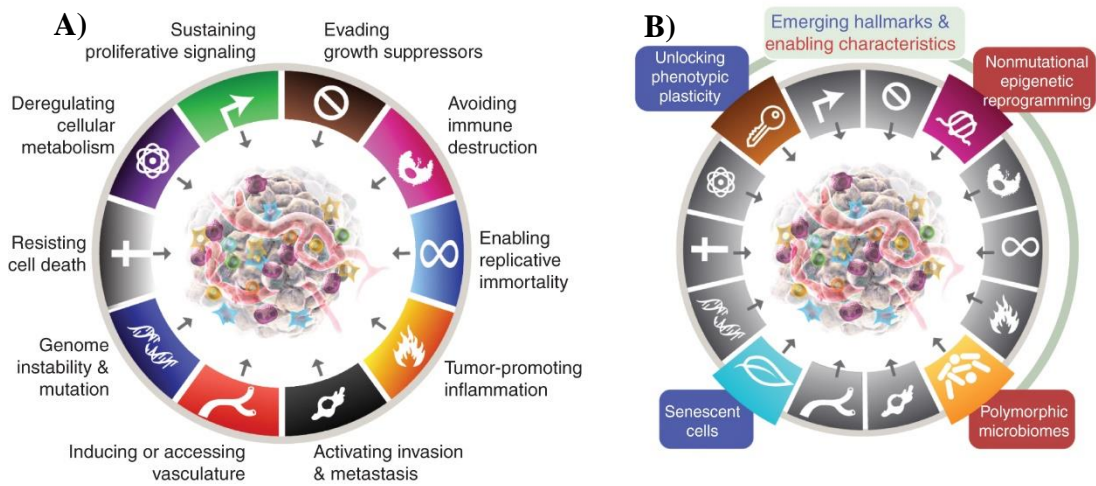 A)
Sustaining
proliferative signaling
Evading
growth suppressors
Deregulating
cellular
metabolism
Avoiding
immune
destruction
Resisting
cell death
Enabling
replicative
immortality
Genome
instability &
mutation
Tumor-promoting
inflammation
Inducing or accessing
vasculature
Activating invasion
& metastasis
B)
Emerging hallmarks &
enabling characteristics
Unlocking
phenotypic
plasticity
Nonmutational
epigenetic
reprogramming
Senescent
cells
Polymorphic
microbiomes